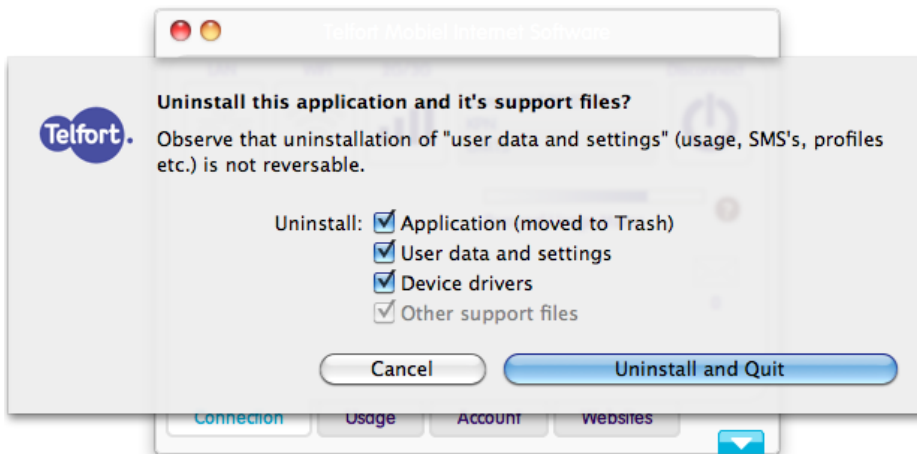 Telfort Mobiel Internet Software
Uninstall this application and it's support files?
Telfort.
Observe that uninstallation of "user data and settings" (usage, SMS's, profiles
etc.) is not reversable.
Uninstall: Application (moved to Trash)
User data and settings
Device drivers
Other support files
Cancel
Uninstall and Quit
Connection
Usage
Account
Websites